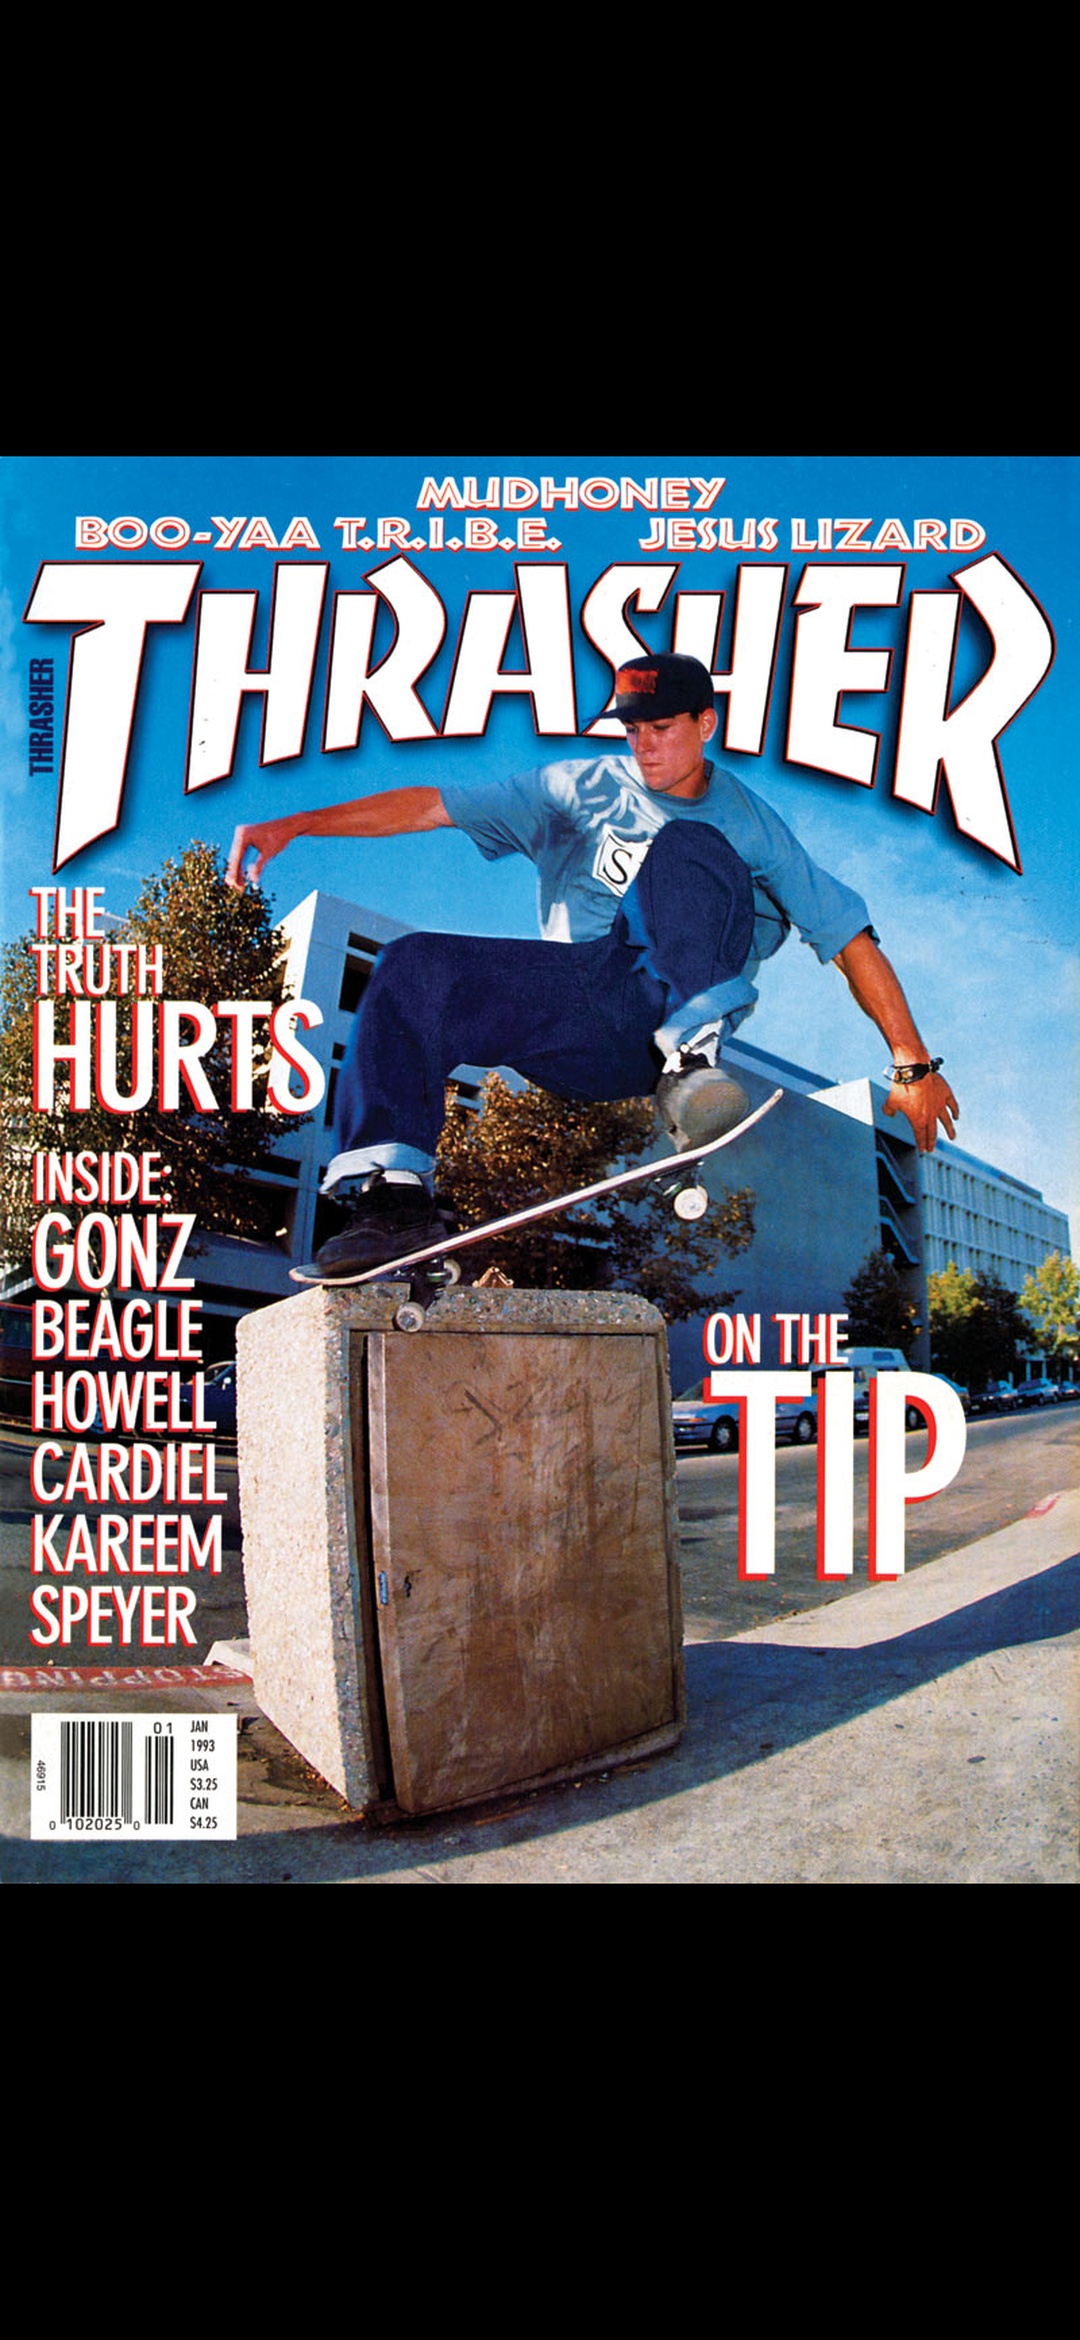 MUDHONEY
BOO-YAA T.R.I.B.E. JESUS LIZARD
THRASHER
THRASHER
THE
TRUTH
HURTS
INSIDE:
GONZ
BEAGLE
HOWELL
CARDIEL
KAREEM
SPEYER
ON THE
TIP
S
STOPPING
01
JAN
1993
USA
$3.25
CAN
$4.25
46915
0 102025 0